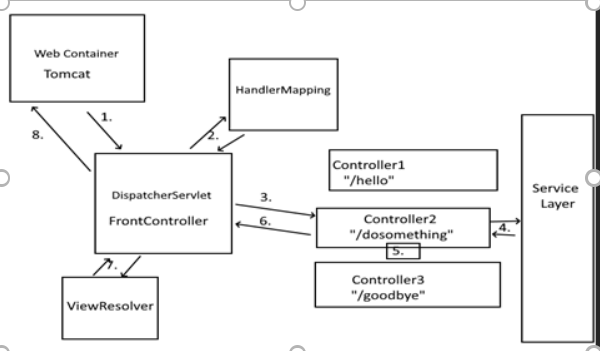 Web Container
Tomcat
1.
8.
HandlerMapping
2.
DispatcherServlet
FrontController
3.
6.
Controller1
"/hello"
Controller2
"/dosomething"
5.
4.
Service
Layer
Controller3
"/goodbye"
7.
ViewResolver